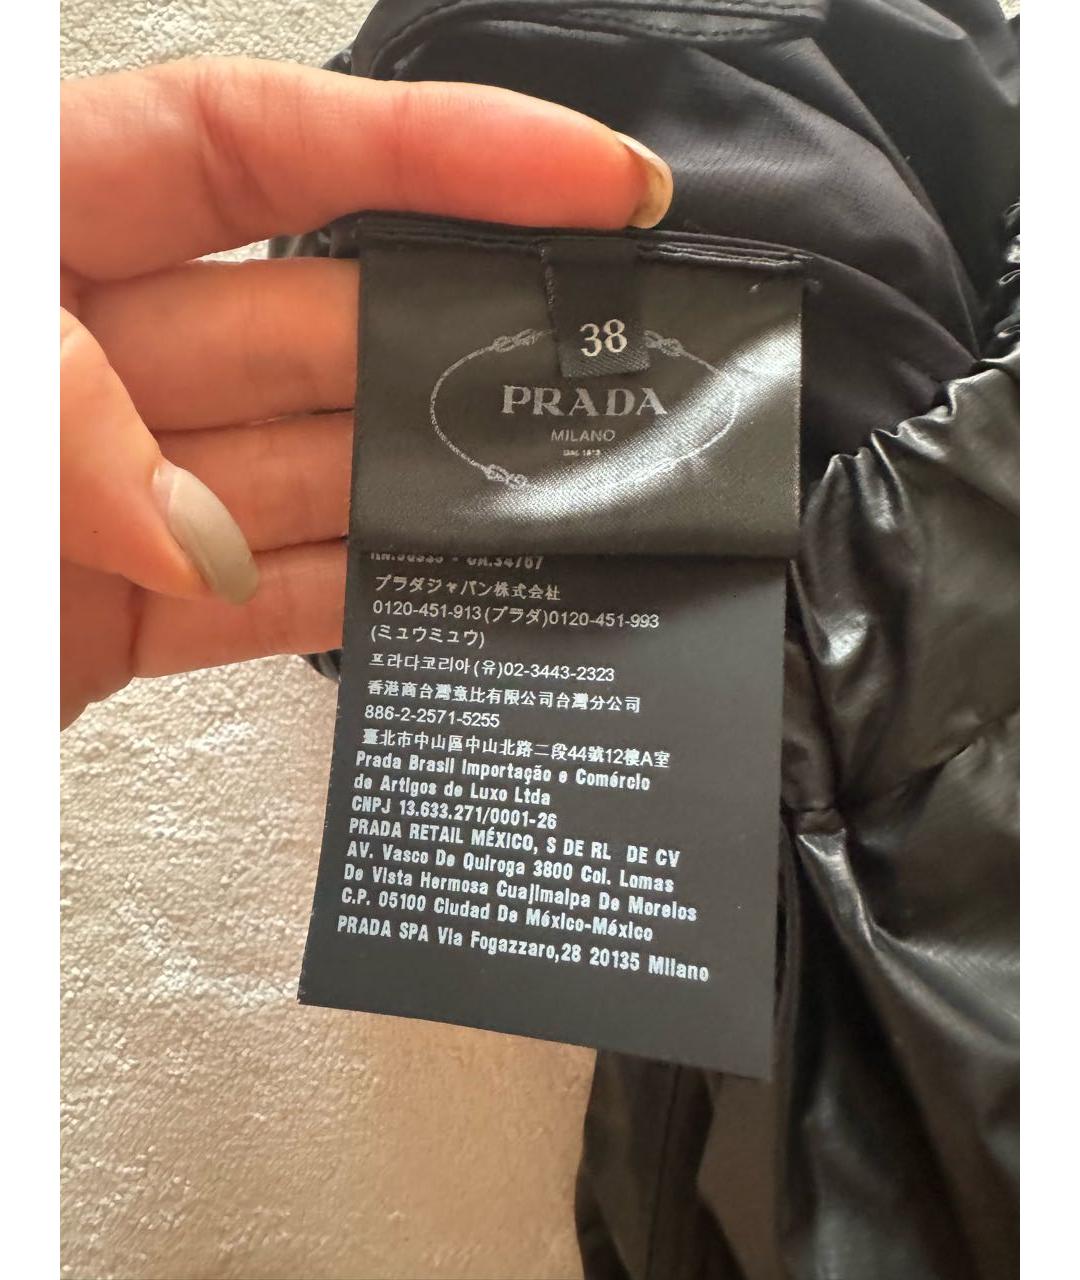 38
PRADA
MILANO
DAL 1913
プラダジャパン株式会社
0120-451-913(プラダ)0120-451-993
(ミュウミュウ)
프라다코리아(유)02-3443-2323
香港商台灣童比有限公司台灣分公司
886-2-2571-5255
臺北市中山區中山北路二段44號12樓A室
Prada Brasil Importação e Comércio
de Artigos de Luxo Ltda
CNPJ 13.633.271/0001-26
PRADA RETAIL MÉXICO, S DE RL DE CV
AV. Vasco De Quiroga 3800 Col. Lomas
De Vista Hermosa Cuajimalpa De Morelos
C.P. 05100 Ciudad De México-México
PRADA SPA Via Fogazzaro,28 20135 Milano